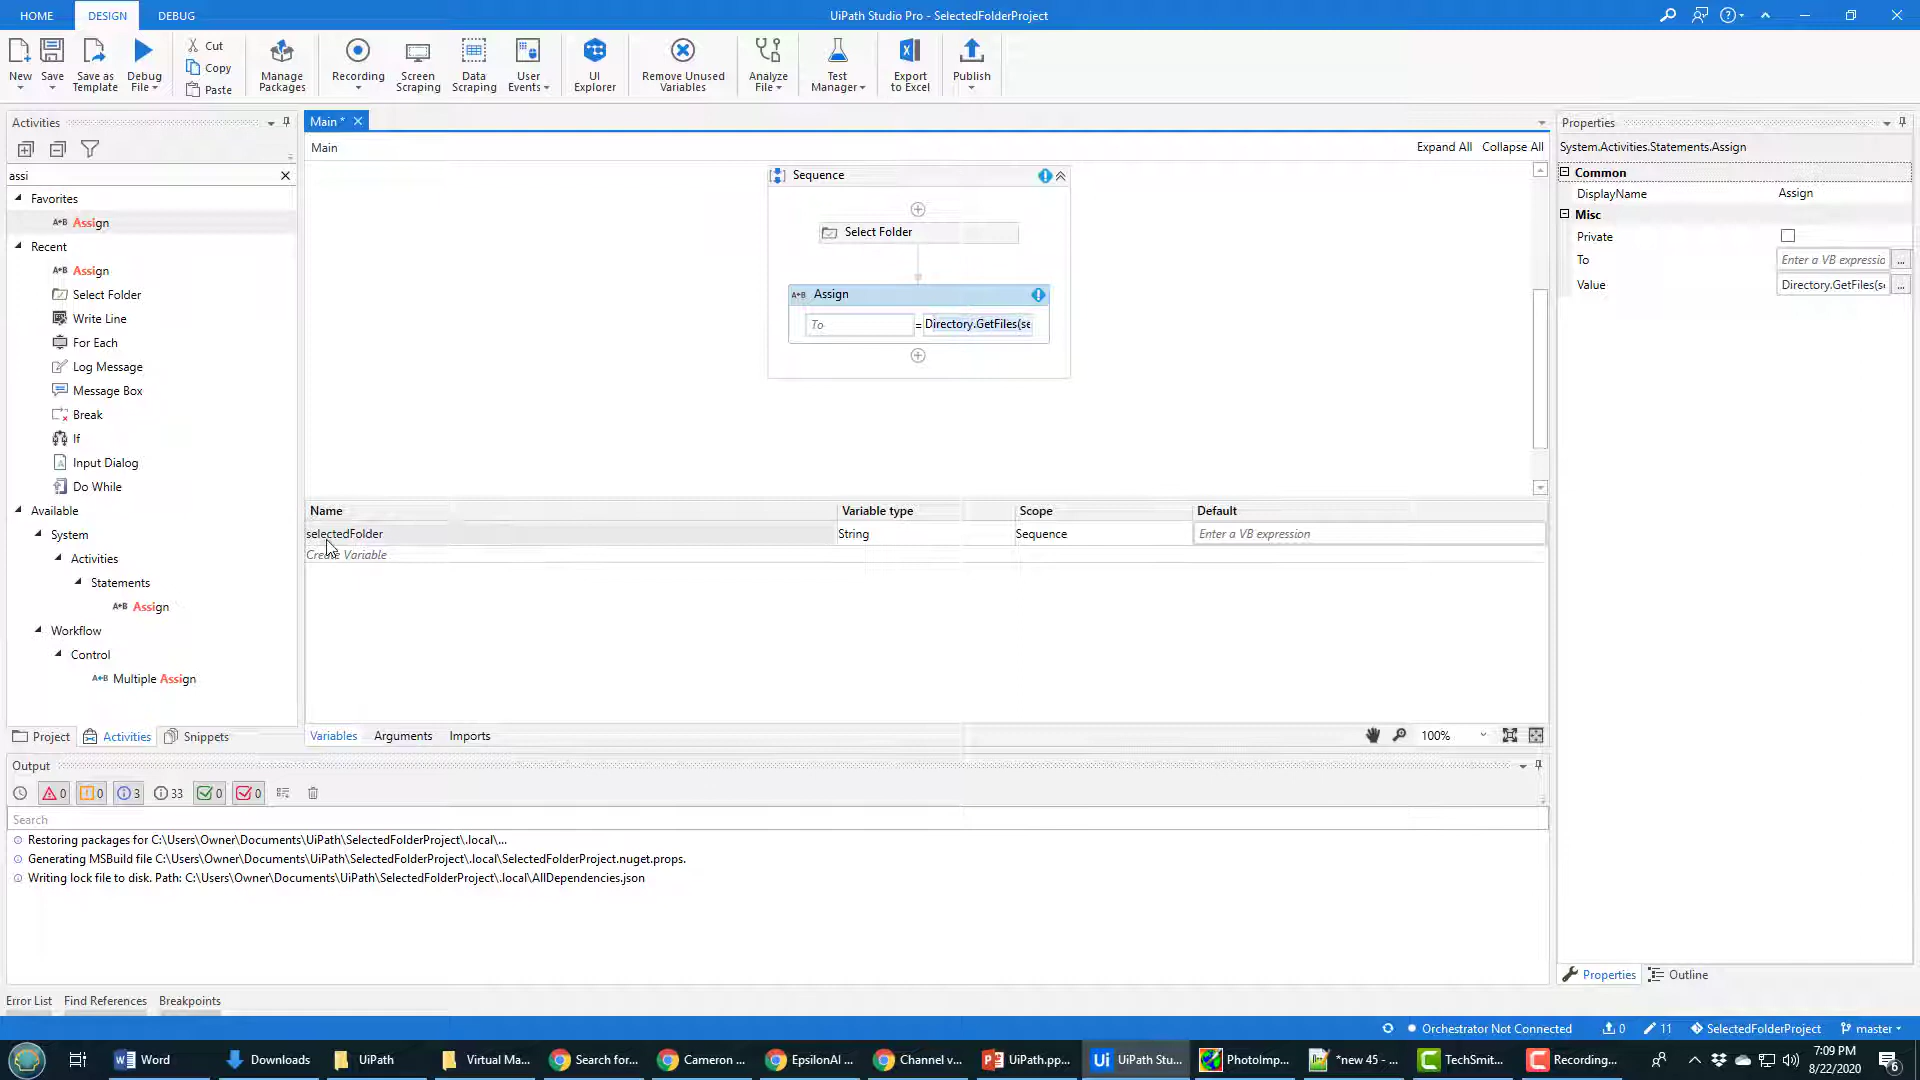 HOME DESIGN DEBUG
UiPath Studio Pro - SelectedFolderProject
New Save Save as Template Debug File Cut Copy Paste Manage Packages Recording Screen Scraping Data Scraping User Events UI Explorer Remove Unused Variables Analyze File Test Manager Export to Excel Publish
Activities
assi
Favorites
A+B Assign
Recent
A+B Assign
Select Folder
Write Line
For Each
Log Message
Message Box
Break
If
Input Dialog
Do While
Available
System
Activities
Statements
A+B Assign
Workflow
Control
A+B Multiple Assign
Project Activities Snippets
Main *
Main
Expand All Collapse All
Sequence
Select Folder
A+B Assign
To = Directory.GetFiles(se
Name Variable type Scope Default
selectedFolder String Sequence Enter a VB expression
Create Variable
Variables Arguments Imports
100%
Properties
System.Activities.Statements.Assign
Common
DisplayName Assign
Misc
Private
To Enter a VB expressio ...
Value Directory.GetFiles(s ...
Properties Outline
Output
0 0 3 33 0 0
Search
Restoring packages for C:\Users\Owner\Documents\UiPath\SelectedFolderProject\.local\...
Generating MSBuild file C:\Users\Owner\Documents\UiPath\SelectedFolderProject\.local\SelectedFolderProject.nuget.props.
Writing lock file to disk. Path: C:\Users\Owner\Documents\UiPath\SelectedFolderProject\.local\AllDependencies.json
Error List Find References Breakpoints
Orchestrator Not Connected 0 11 SelectedFolderProject master
Word Downloads UiPath Virtual Ma... Search for... Cameron ... EpsilonAI ... Channel v... UiPath.pp... UiPath Stu... PhotoImp... *new 45 - ... TechSmit... Recording...
7:09 PM
8/22/2020
6